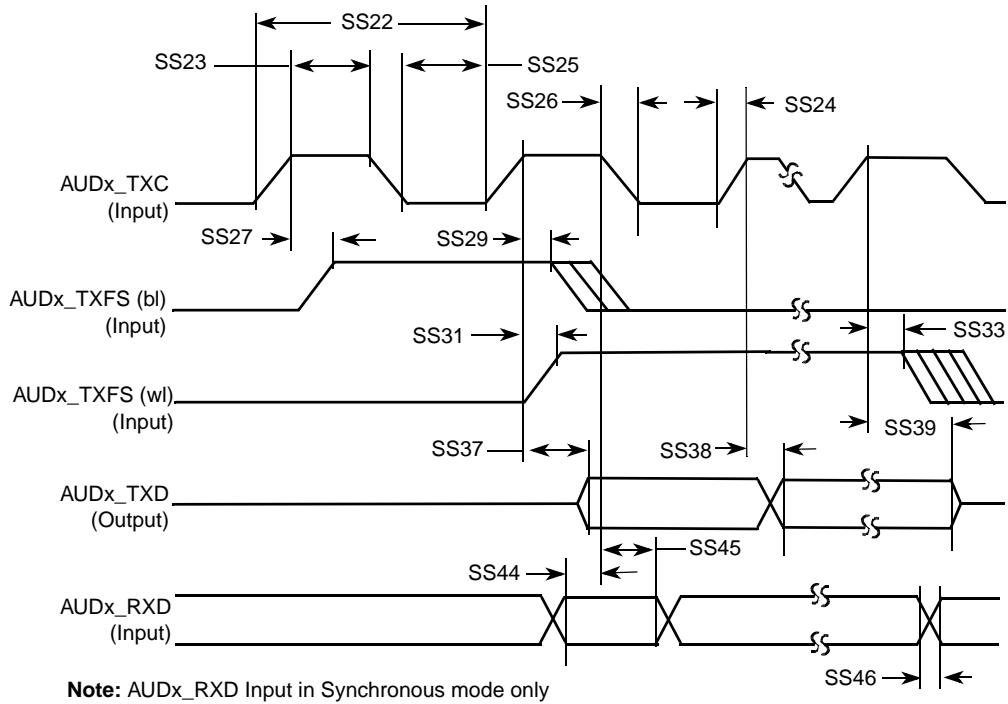 SS22
SS23
SS25
SS26
SS24
AUDx_TXC
(Input)
SS27
SS29
AUDx_TXFS (bl)
(Input)
SS31
SS33
AUDx_TXFS (wl)
(Input)
SS39
SS37
SS38
AUDx_TXD
(Output)
SS45
SS44
AUDx_RXD
(Input)
SS46
Note: AUDx_RXD Input in Synchronous mode only